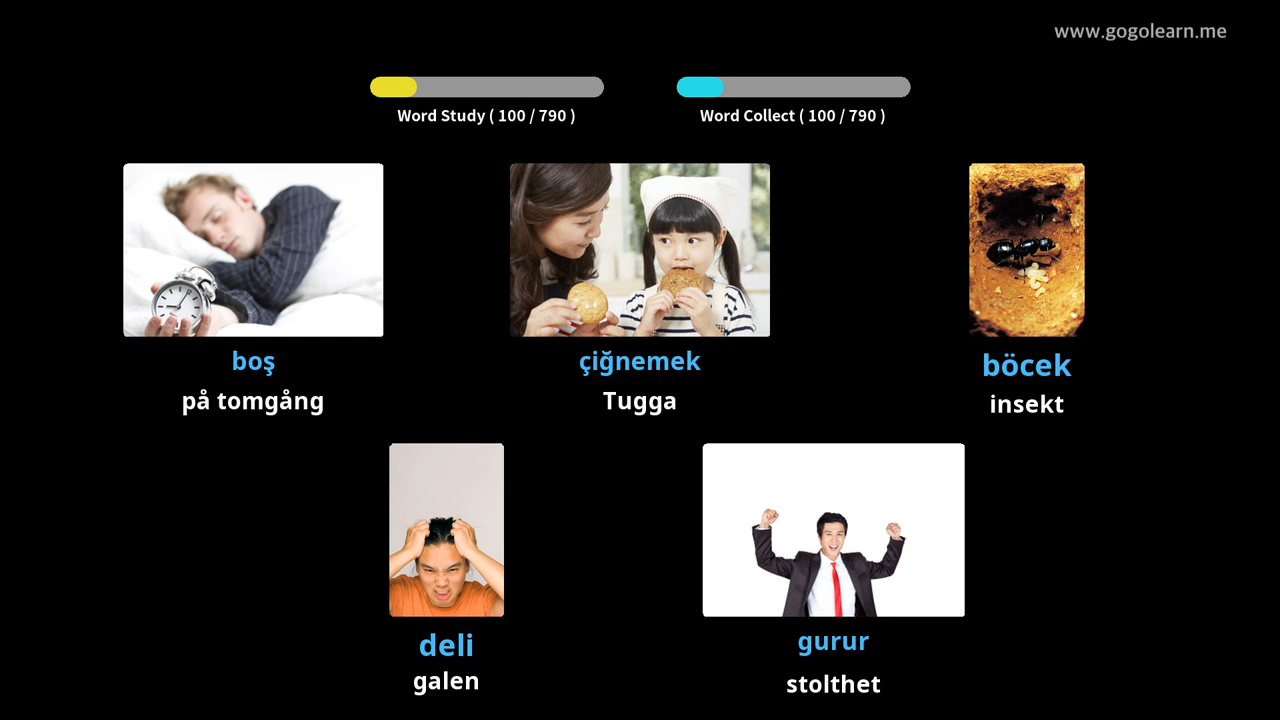 www.gogolearn.me
Word Study ( 100 / 790 )
Word Collect ( 100 / 790 )
boş
på tomgång
çiğnemek
Tugga
böcek
insekt
deli
galen
gurur
stolthet